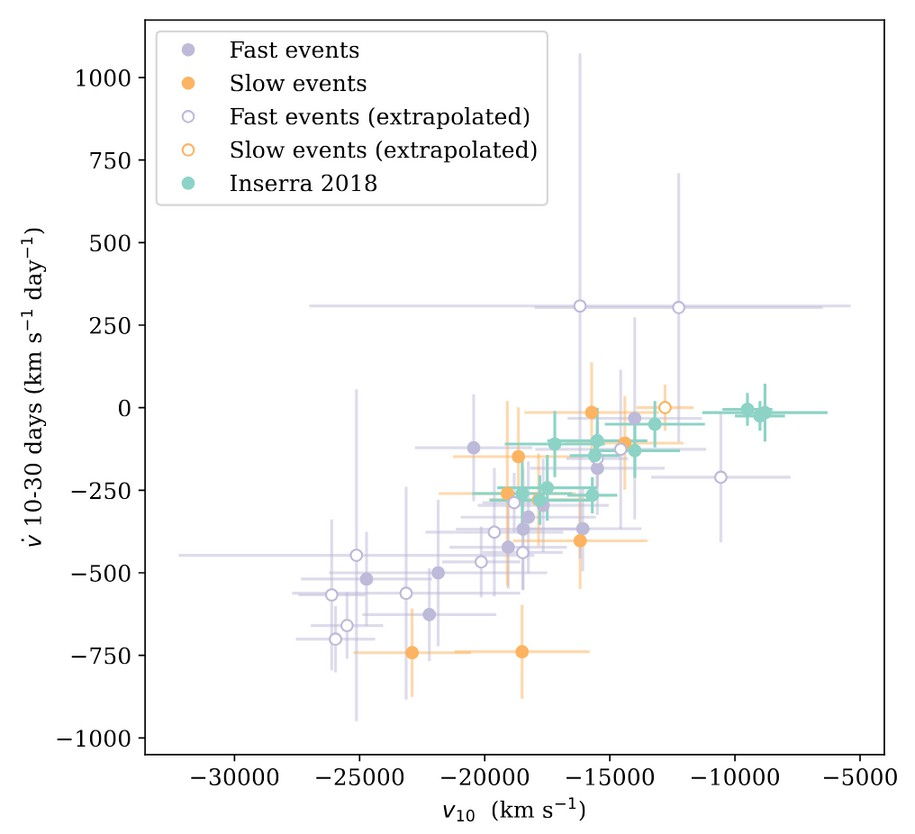 Fast events
Slow events
Fast events (extrapolated)
Slow events (extrapolated)
Inserra 2018
1000
750
500
250
0
−250
−500
−750
−1000
v̇ 10-30 days (km s⁻¹ day⁻¹)
−30000 −25000 −20000 −15000 −10000 −5000
v₁₀ (km s⁻¹)